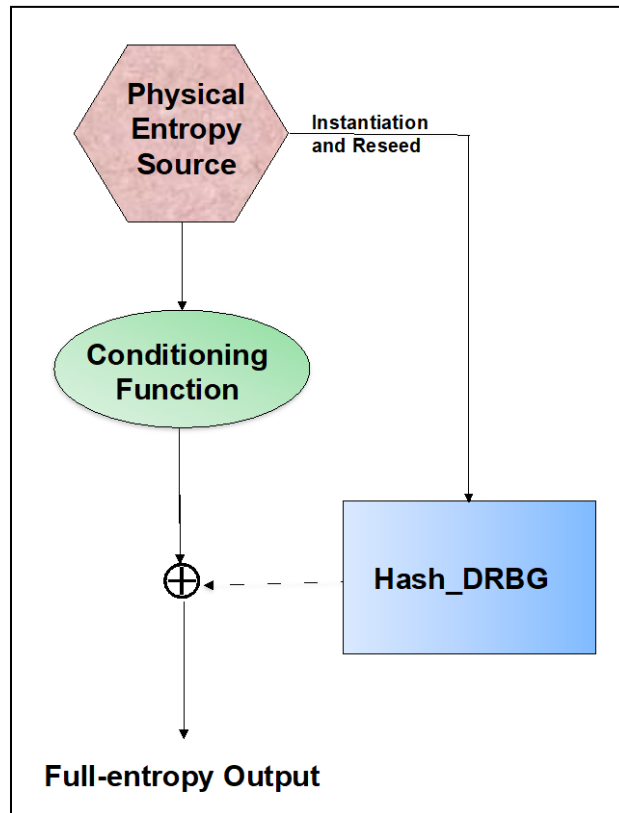 Physical
Entropy
Source
Instantiation
and Reseed
Conditioning
Function
Hash_DRBG
Full-entropy Output